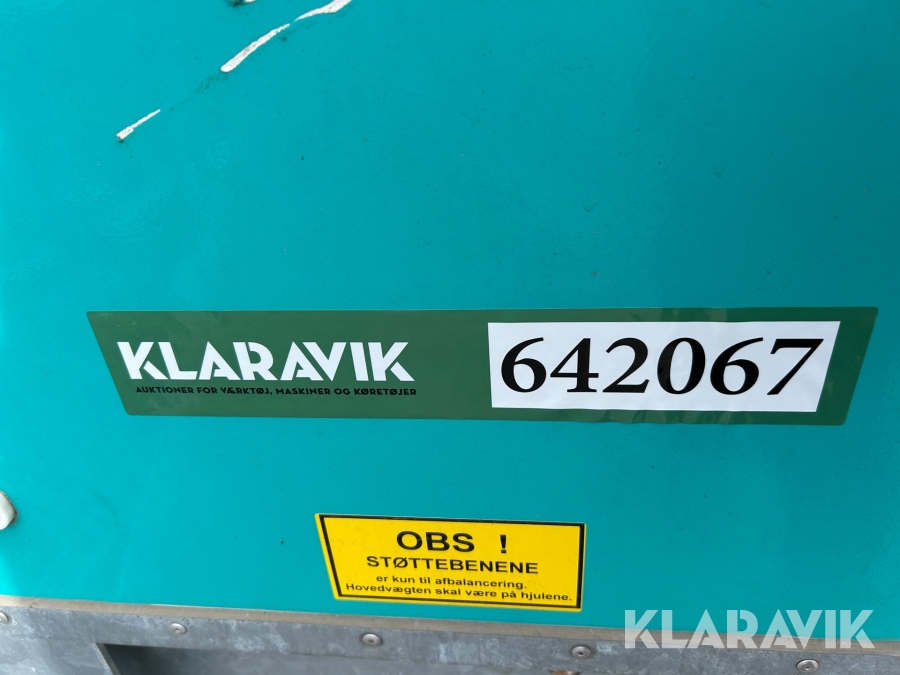 KLARAVIK
AUKTIONER FOR VÆRKTØJ, MASKINER OG KØRETØJER
642067
OBS !
STØTTEBENENE
er kun til afbalancering.
Hovedvægten skal være på hjulene.
KLARAVIK